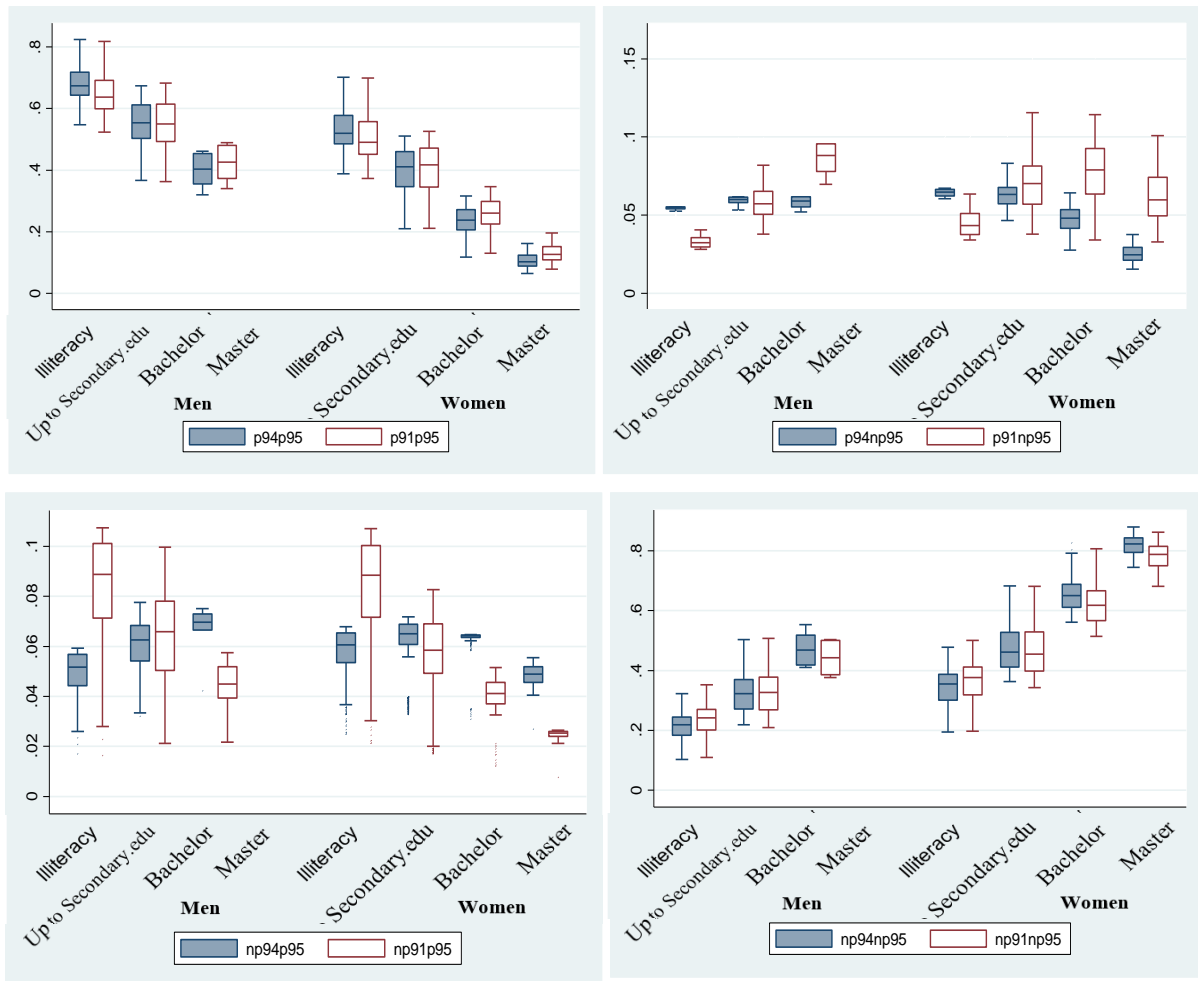 .8
.6
.4
.2
0
Illiteracy
Up to Secondary.edu
Bachelor
Master
Illiteracy
Secondary.edu
Bachelor
Master
Men
Women
p94p95
p91p95
.15
.1
.05
0
Illiteracy
Up to Secondary.edu
Bachelor
Master
Illiteracy
Secondary.edu
Bachelor
Master
Men
Women
p94np95
p91np95
.1
.08
.06
.04
.02
0
Illiteracy
Up to Secondary.edu
Bachelor
Master
Illiteracy
Secondary.edu
Bachelor
Master
Men
Women
np94p95
np91p95
.8
.6
.4
.2
0
Illiteracy
Up to Secondary.edu
Bachelor
Master
Illiteracy
Secondary.edu
Bachelor
Master
Men
Women
np94np95
np91np95